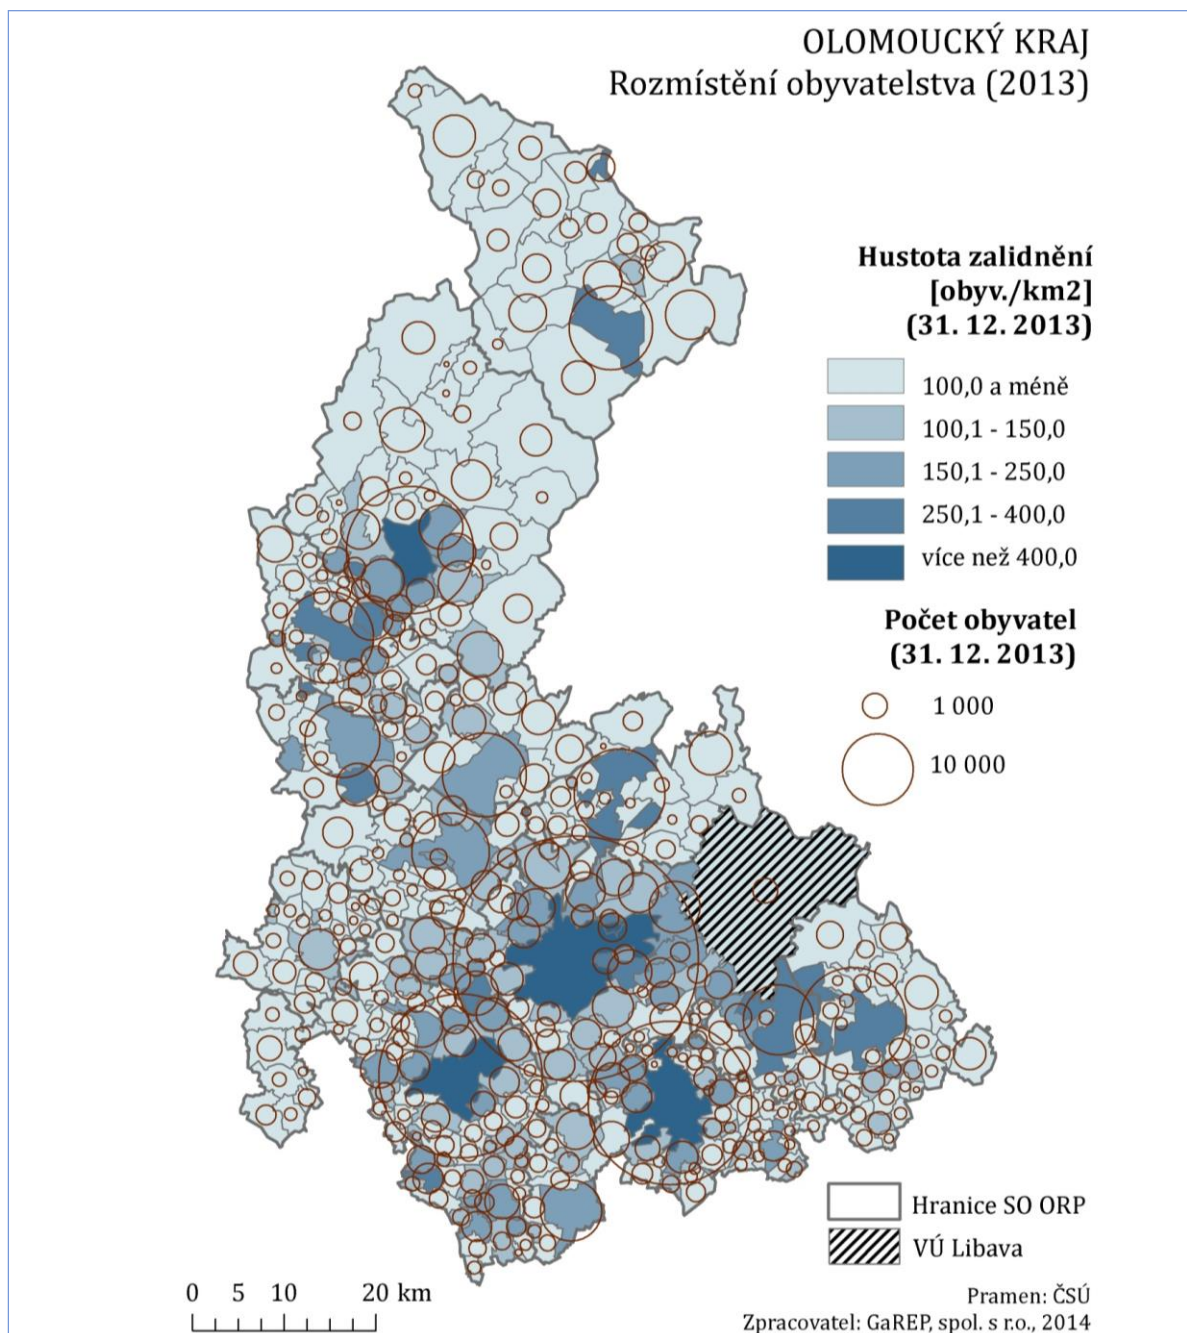 OLOMOUCKÝ KRAJ
Rozmístění obyvatelstva (2013)
Hustota zalidnění
[obyv./km2]
(31. 12. 2013)
100,0 a méně
100,1 - 150,0
150,1 - 250,0
250,1 - 400,0
více než 400,0
Počet obyvatel
(31. 12. 2013)
1 000
10 000
Hranice SO ORP
VÚ Libava
0 5 10 20 km
Pramen: ČSÚ
Zpracovatel: GaREP, spol. s r.o., 2014